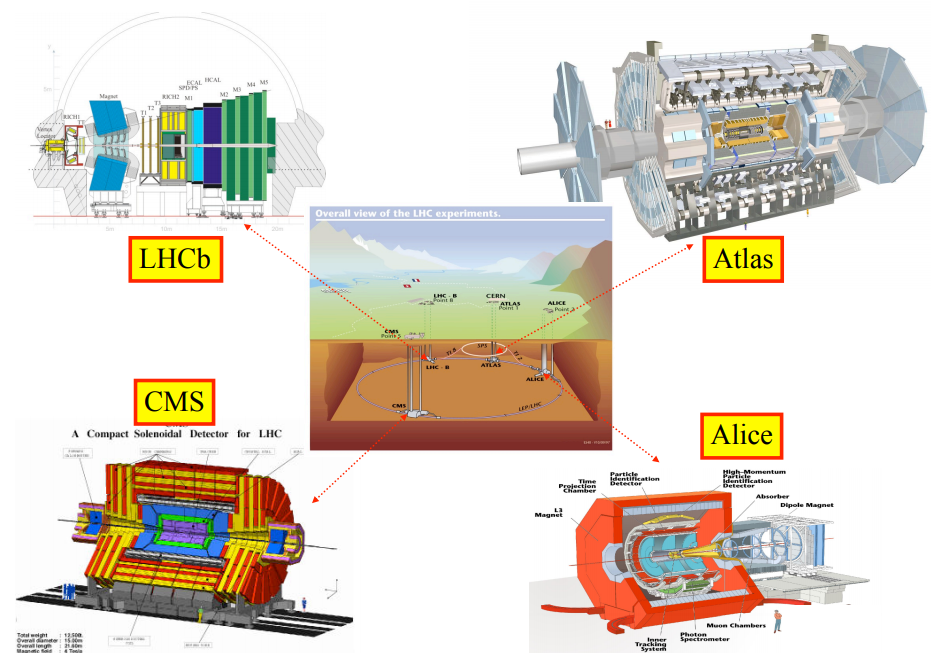 Vertex
Locator
RICH1
Magnet
T1
T2
T3
RICH2
M1
SPD/PS
ECAL
HCAL
M2
M3
M4
M5
5m
10m
15m
20m
LHCb
Atlas
Overall view of the LHC experiments.
LHC - B
Point 8
CERN
ATLAS
Point 1
ALICE
Point 2
CMS
Point 5
TI 8
SPS
TI 2
LHC - B
ATLAS
ALICE
CMS
LEP/LHC
CMS
A Compact Solenoidal Detector for LHC
Total weight : 12,500t.
Overall diameter : 15.00m
Overall length : 21.60m
Magnetic field : 4 Tesla
Alice
Particle
Identification
Detector
High-Momentum
Particle
Identification
Detector
Time
Projection
Chamber
Absorber
Dipole Magnet
L3
Magnet
Muon Chambers
Photon
Spectrometer
Inner
Tracking
System